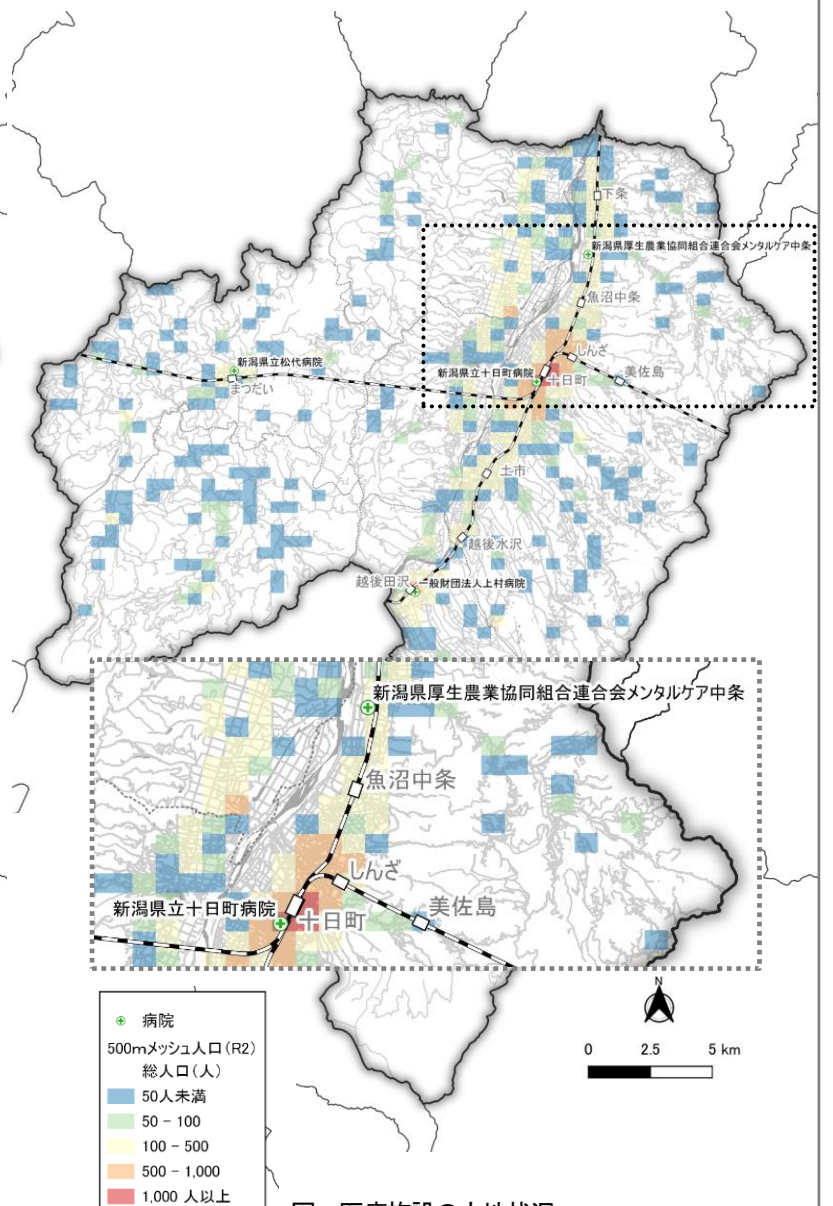 下条
新潟県厚生農業協同組合連合会メンタルケア中条
魚沼中条
しんざ
新潟県立松代病院
まつだい
新潟県立十日町病院
十日町
美佐島
土市
越後水沢
越後田沢
一般財団法人上村病院
新潟県厚生農業協同組合連合会メンタルケア中条
魚沼中条
しんざ
新潟県立十日町病院
十日町
美佐島
N
0 2.5 5 km
病院
500mメッシュ人口(R2)
総人口(人)
50人未満
50 - 100
100 - 500
500 - 1,000
1,000 人以上